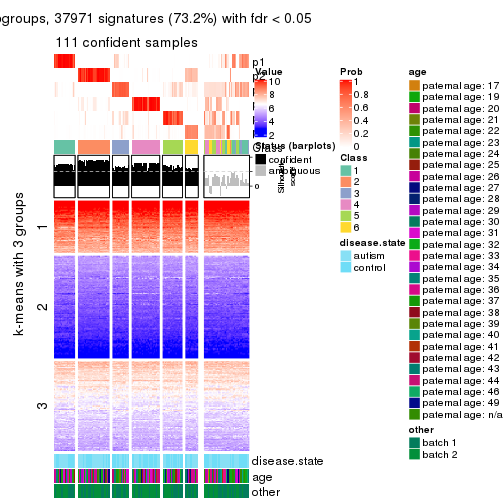 groups, 37971 signatures (73.2%) with fdr < 0.05
111 confident samples
p1
p2
Class
Silhouette
score
0
k-means with 3 groups
1
2
3
disease.state
age
other
Value
10
8
6
4
2
Status (barplots)
confident
ambiguous
Prob
1
0.8
0.6
0.4
0.2
0
Class
1
2
3
4
5
6
disease.state
autism
control
age
paternal age: 17
paternal age: 19
paternal age: 20
paternal age: 21
paternal age: 22
paternal age: 23
paternal age: 24
paternal age: 25
paternal age: 26
paternal age: 27
paternal age: 28
paternal age: 29
paternal age: 30
paternal age: 31
paternal age: 32
paternal age: 33
paternal age: 34
paternal age: 35
paternal age: 36
paternal age: 37
paternal age: 38
paternal age: 39
paternal age: 40
paternal age: 41
paternal age: 42
paternal age: 43
paternal age: 44
paternal age: 46
paternal age: 49
paternal age: n/a
other
batch 1
batch 2